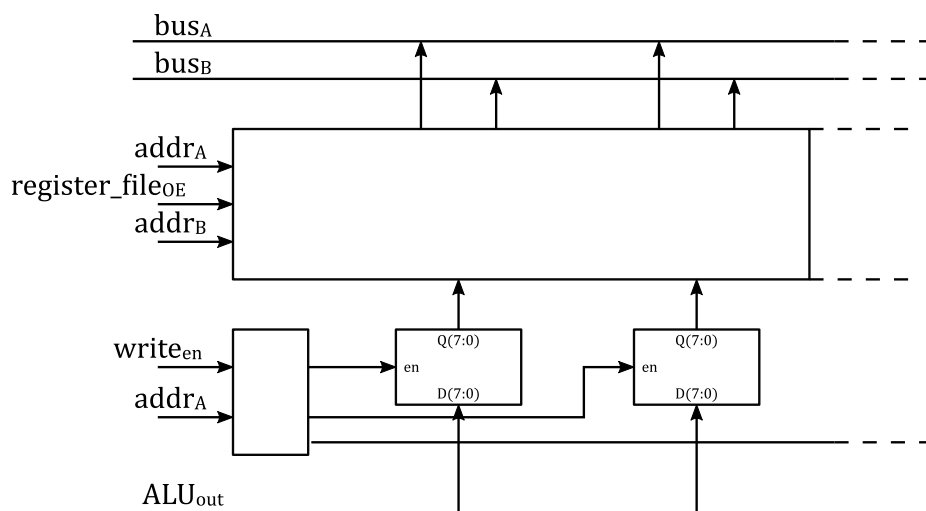 busA
busB
addrA
register_fileOE
addrB
writeen
Q(7:0)
Q(7:0)
en
en
addrA
D(7:0)
D(7:0)
ALUout